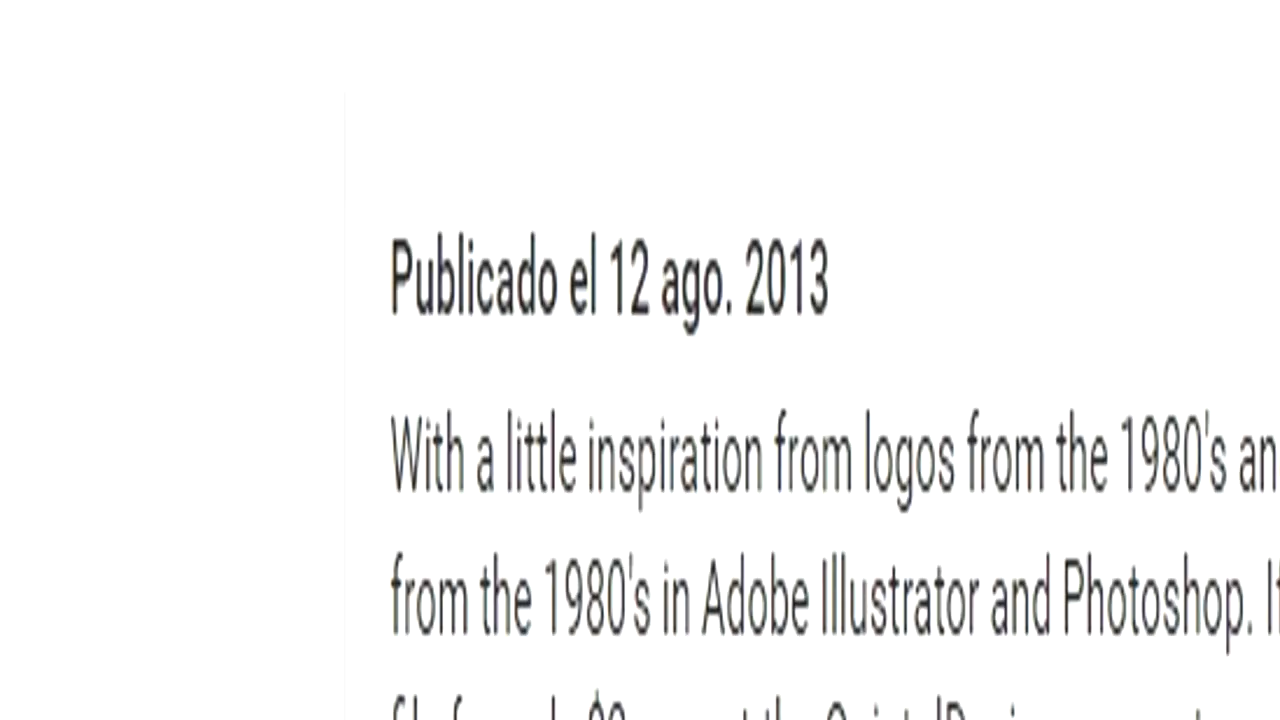 Publicado el 12 ago. 2013
With a little inspiration from logos from the 1980's an
from the 1980's in Adobe Illustrator and Photoshop. If